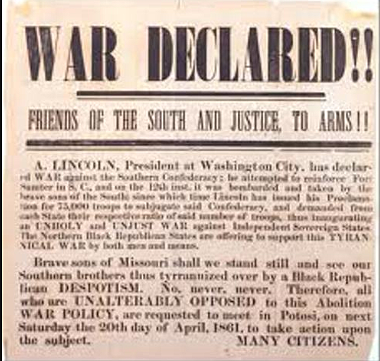 WAR DECLARED!!
FRIENDS OF THE SOUTH AND JUSTICE, TO ARMS!!
A. LINCOLN, President at Washington City, has declar-
ed WAR against the Southern Confederacy; he attempted to reinforce Fort
Sumter in S. C., and on the 12th inst. it was bombarded and taken by the
brave sons of the South; since which time Lincoln has issued his Proclama-
tion for 75,000 troops to subjugate said Confederacy, and demanded from
each State their respective ratio of said number of troops, thus inaugurating
an UNHOLY and UNJUST WAR against Independent Sovereign States.
The Northern Black Republican States are offering to support this TYRAN-
NICAL WAR by both men and means.
Brave sons of Missouri shall we stand still and see our
Southern brothers thus tyrannized over by a Black Repub-
lican DESPOTISM. No, never, never. Therefore, all
who are UNALTERABLY OPPOSED to this Abolition
WAR POLICY, are requested to meet in Potosi, on next
Saturday the 20th day of April, 1861, to take action upon
the subject. MANY CITIZENS.